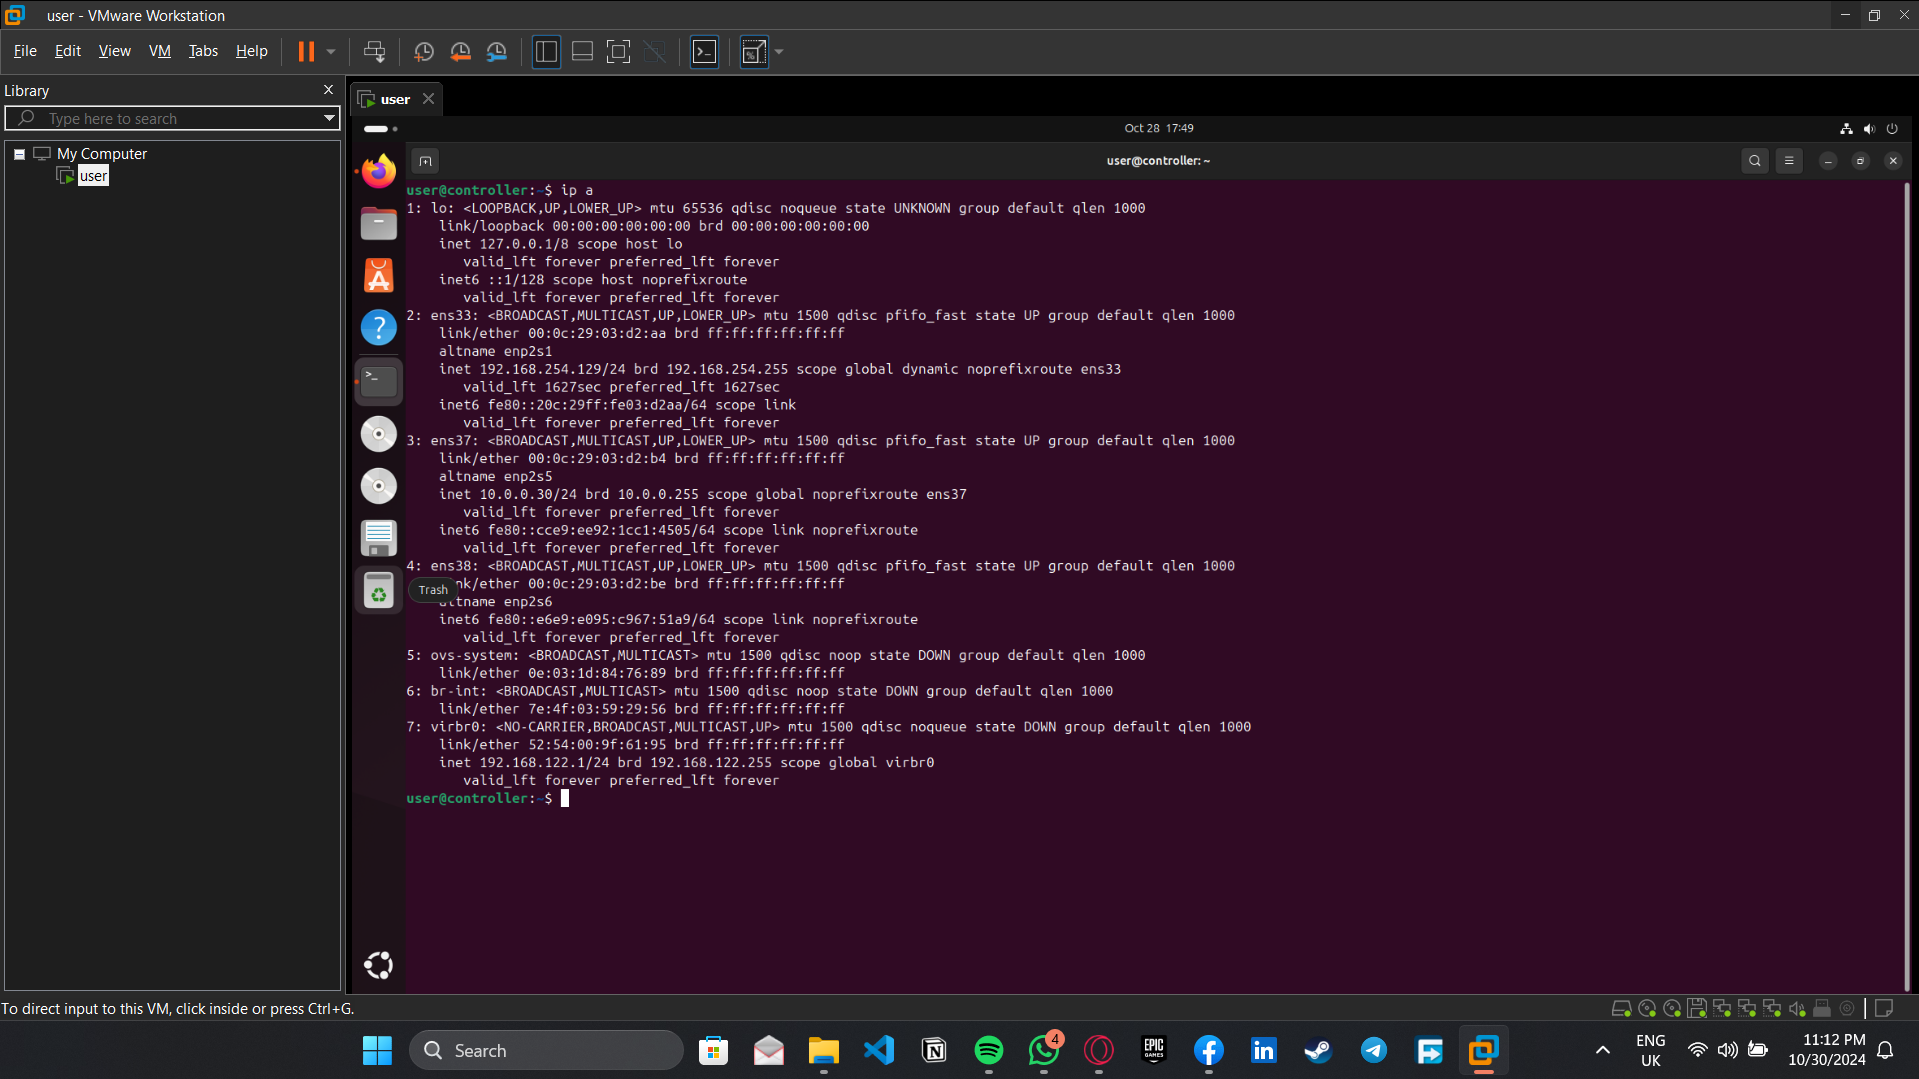 user - VMware Workstation
File Edit View VM Tabs Help
Library
Type here to search
My Computer
user
user
Oct 28 17:49
user@controller: ~
user@controller:~$ ip a
1: lo: <LOOPBACK,UP,LOWER_UP> mtu 65536 qdisc noqueue state UNKNOWN group default qlen 1000
link/loopback 00:00:00:00:00:00 brd 00:00:00:00:00:00
inet 127.0.0.1/8 scope host lo
valid_lft forever preferred_lft forever
inet6 ::1/128 scope host noprefixroute
valid_lft forever preferred_lft forever
2: ens33: <BROADCAST,MULTICAST,UP,LOWER_UP> mtu 1500 qdisc pfifo_fast state UP group default qlen 1000
link/ether 00:0c:29:03:d2:aa brd ff:ff:ff:ff:ff:ff
altname enp2s1
inet 192.168.254.129/24 brd 192.168.254.255 scope global dynamic noprefixroute ens33
valid_lft 1627sec preferred_lft 1627sec
inet6 fe80::20c:29ff:fe03:d2aa/64 scope link
valid_lft forever preferred_lft forever
3: ens37: <BROADCAST,MULTICAST,UP,LOWER_UP> mtu 1500 qdisc pfifo_fast state UP group default qlen 1000
link/ether 00:0c:29:03:d2:b4 brd ff:ff:ff:ff:ff:ff
altname enp2s5
inet 10.0.0.30/24 brd 10.0.0.255 scope global noprefixroute ens37
valid_lft forever preferred_lft forever
inet6 fe80::cce9:ee92:1cc1:4505/64 scope link noprefixroute
valid_lft forever preferred_lft forever
4: ens38: <BROADCAST,MULTICAST,UP,LOWER_UP> mtu 1500 qdisc pfifo_fast state UP group default qlen 1000
Trash
nk/ether 00:0c:29:03:d2:be brd ff:ff:ff:ff:ff:ff
altname enp2s6
inet6 fe80::e6e9:e095:c967:51a9/64 scope link noprefixroute
valid_lft forever preferred_lft forever
5: ovs-system: <BROADCAST,MULTICAST> mtu 1500 qdisc noop state DOWN group default qlen 1000
link/ether 0e:03:1d:84:76:89 brd ff:ff:ff:ff:ff:ff
6: br-int: <BROADCAST,MULTICAST> mtu 1500 qdisc noop state DOWN group default qlen 1000
link/ether 7e:4f:03:59:29:56 brd ff:ff:ff:ff:ff:ff
7: virbr0: <NO-CARRIER,BROADCAST,MULTICAST,UP> mtu 1500 qdisc noqueue state DOWN group default qlen 1000
link/ether 52:54:00:9f:61:95 brd ff:ff:ff:ff:ff:ff
inet 192.168.122.1/24 brd 192.168.122.255 scope global virbr0
valid_lft forever preferred_lft forever
user@controller:~$
To direct input to this VM, click inside or press Ctrl+G.
Search
4
EPIC GAMES
ENG
UK
11:12 PM
10/30/2024